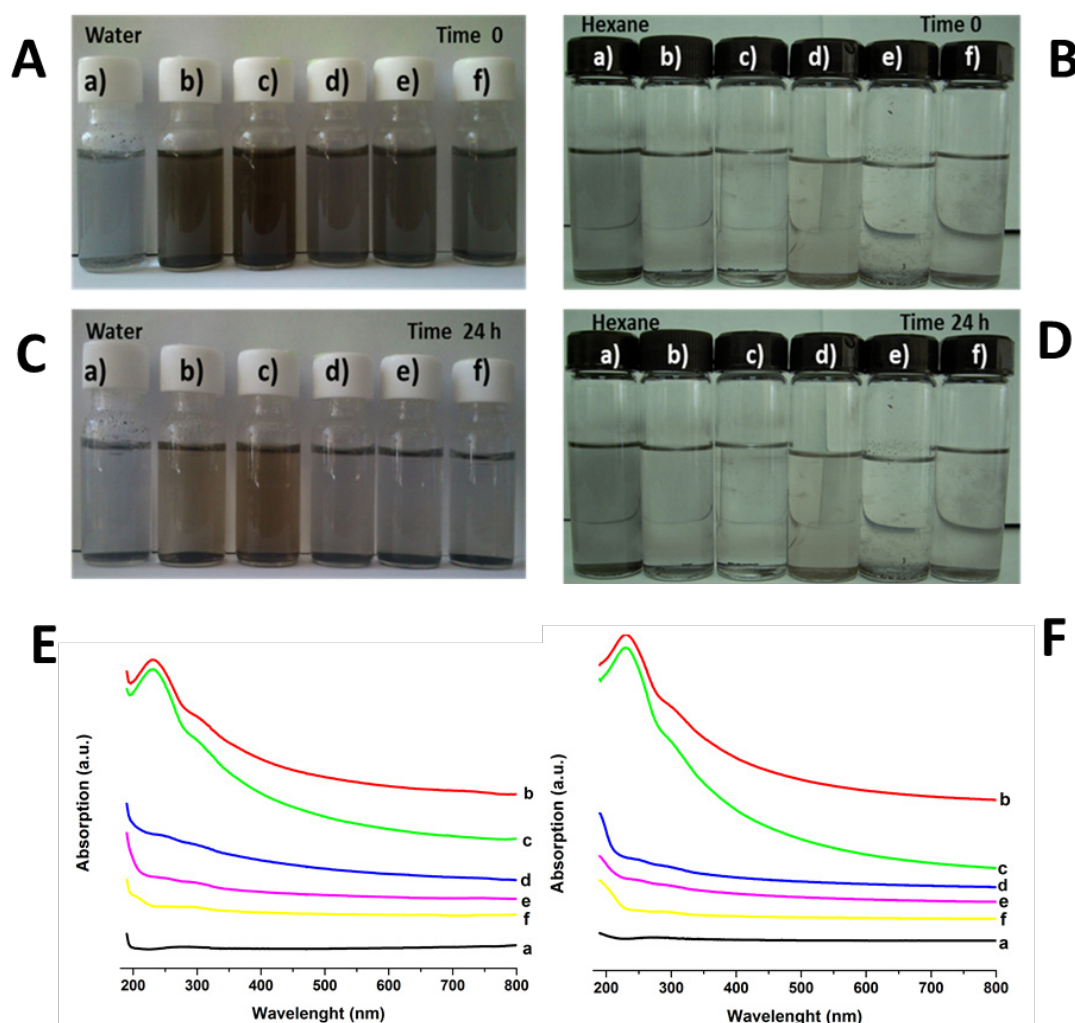 A
Water Time 0
a) b) c) d) e) f)
Hexane Time 0
a) b) c) d) e) f)
B
C
Water Time 24 h
a) b) c) d) e) f)
Hexane Time 24 h
a) b) c) d) e) f)
D
E
Absorption (a.u.)
b
c
d
e
f
a
200 300 400 500 600 700 800
Wavelenght (nm)
F
Absorption (a.u.)
b
c
d
e
f
a
200 300 400 500 600 700 800
Wavelenght (nm)